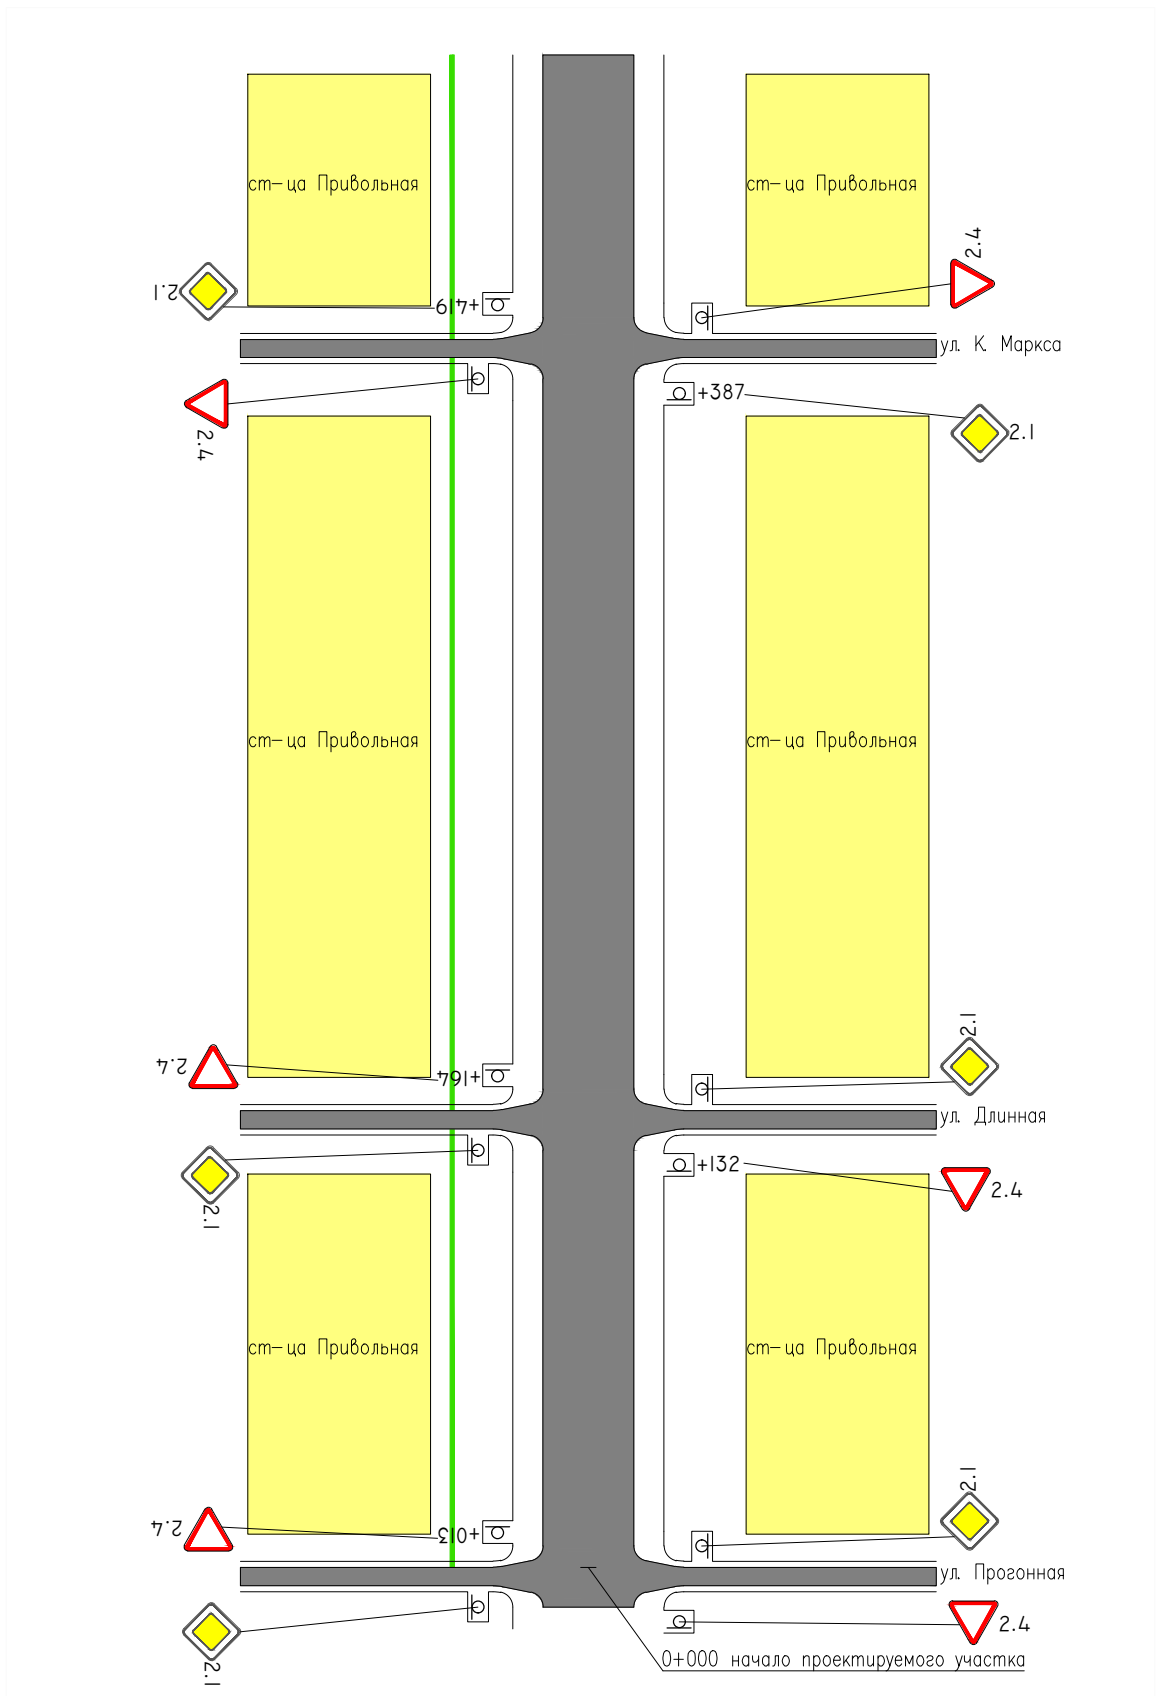 ст-ца Привольная
ст-ца Привольная
2.4
2.1
+419
ул. К. Маркса
+387
2.4
2.1
ст-ца Привольная
ст-ца Привольная
2.1
2.4
+164
ул. Длинная
+132
2.4
2.1
ст-ца Привольная
ст-ца Привольная
2.1
2.4
+013
ул. Прогонная
2.4
0+000 начало проектируемого участка
2.1